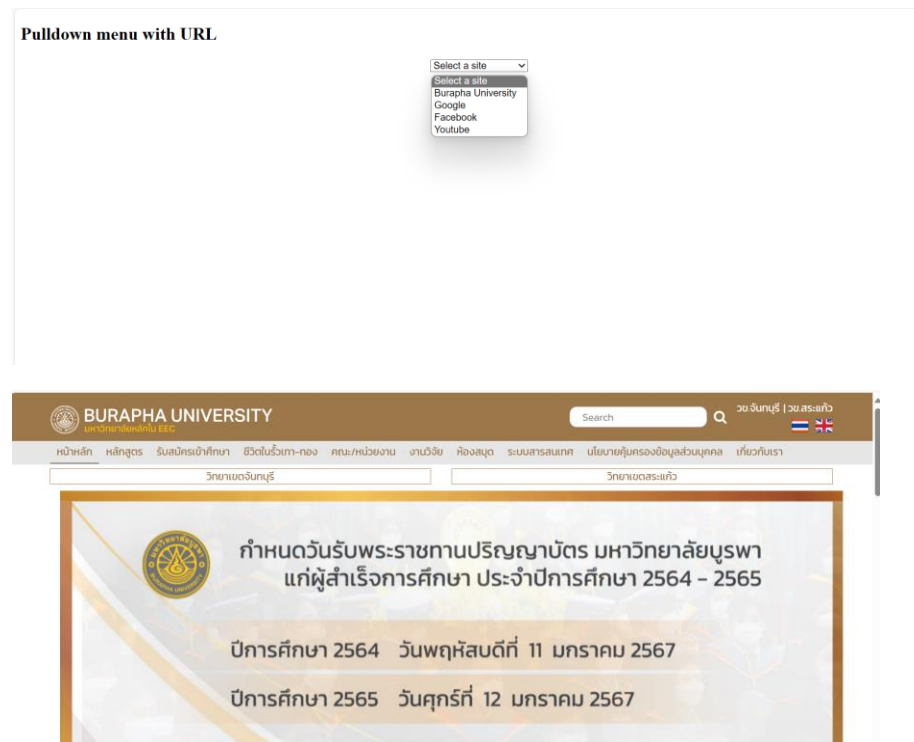 Pulldown menu with URL
Select a site
Select a site
Burapha University
Google
Facebook
Youtube
BURAPHA UNIVERSITY
มหาวิทยาลัยหลักใน EEC
Search
วข.จันทบุรี | วข.สระแก้ว
หน้าหลัก หลักสูตร รับสมัครเข้าศึกษา ชีวิตในรั้วเทา-ทอง คณะ/หน่วยงาน งานวิจัย ห้องสมุด ระบบสารสนเทศ นโยบายคุ้มครองข้อมูลส่วนบุคคล เกี่ยวกับเรา
วิทยาเขตจันทบุรี วิทยาเขตสระแก้ว
กำหนดวันรับพระราชทานปริญญาบัตร มหาวิทยาลัยบูรพา
แก่ผู้สำเร็จการศึกษา ประจำปีการศึกษา 2564 - 2565
ปีการศึกษา 2564 วันพฤหัสบดีที่ 11 มกราคม 2567
ปีการศึกษา 2565 วันศุกร์ที่ 12 มกราคม 2567